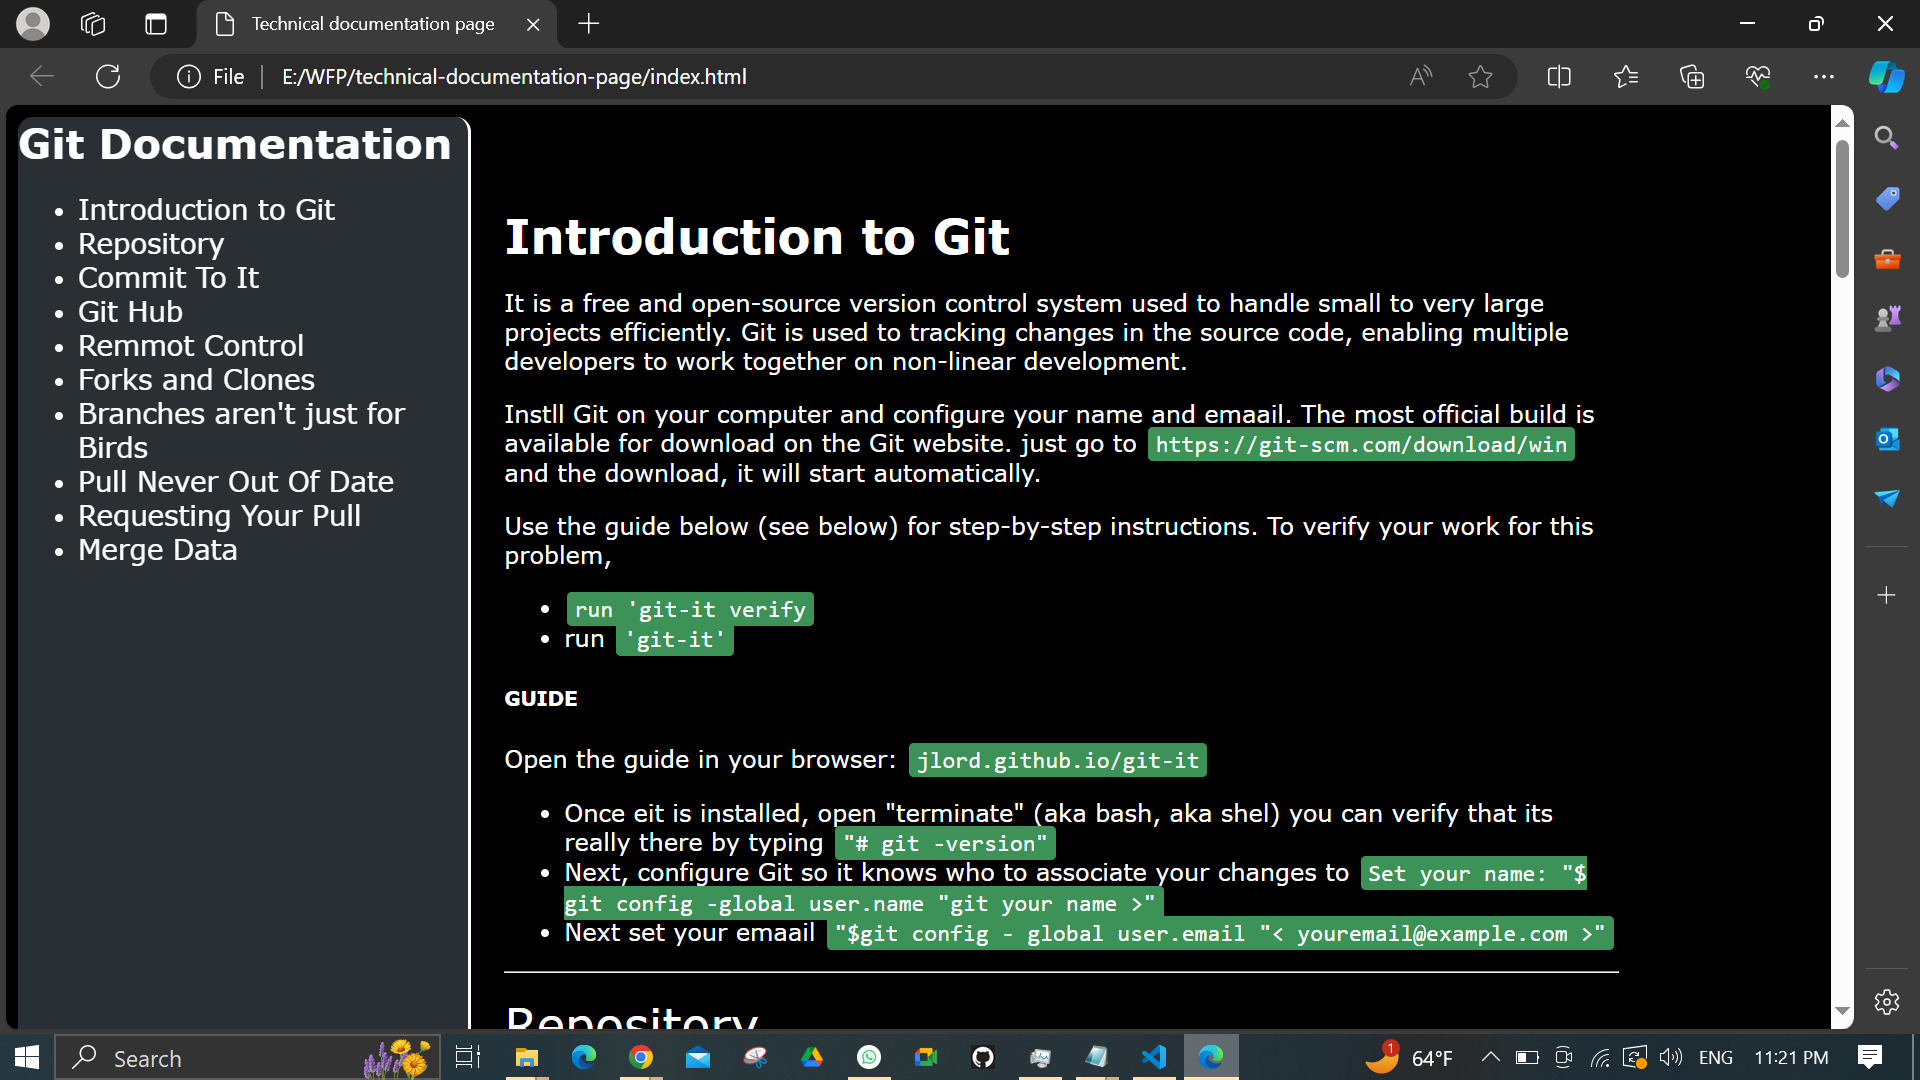 Technical documentation page
File
E:/WFP/technical-documentation-page/index.html
Git Documentation
Introduction to Git
Repository
Commit To It
Git Hub
Remmot Control
Forks and Clones
Branches aren't just for
Birds
Pull Never Out Of Date
Requesting Your Pull
Merge Data
Introduction to Git
It is a free and open-source version control system used to handle small to very large
projects efficiently. Git is used to tracking changes in the source code, enabling multiple
developers to work together on non-linear development.
Instll Git on your computer and configure your name and emaail. The most official build is
available for download on the Git website. just go to https://git-scm.com/download/win
and the download, it will start automatically.
Use the guide below (see below) for step-by-step instructions. To verify your work for this
problem,
run 'git-it verify
run 'git-it'
GUIDE
Open the guide in your browser: jlord.github.io/git-it
Once eit is installed, open "terminate" (aka bash, aka shel) you can verify that its
really there by typing "# git -version"
Next, configure Git so it knows who to associate your changes to Set your name: "$
git config -global user.name "git your name >"
Next set your emaail "$git config - global user.email "< youremail@example.com >"
Repository
Search
1
64°F
ENG
11:21 PM